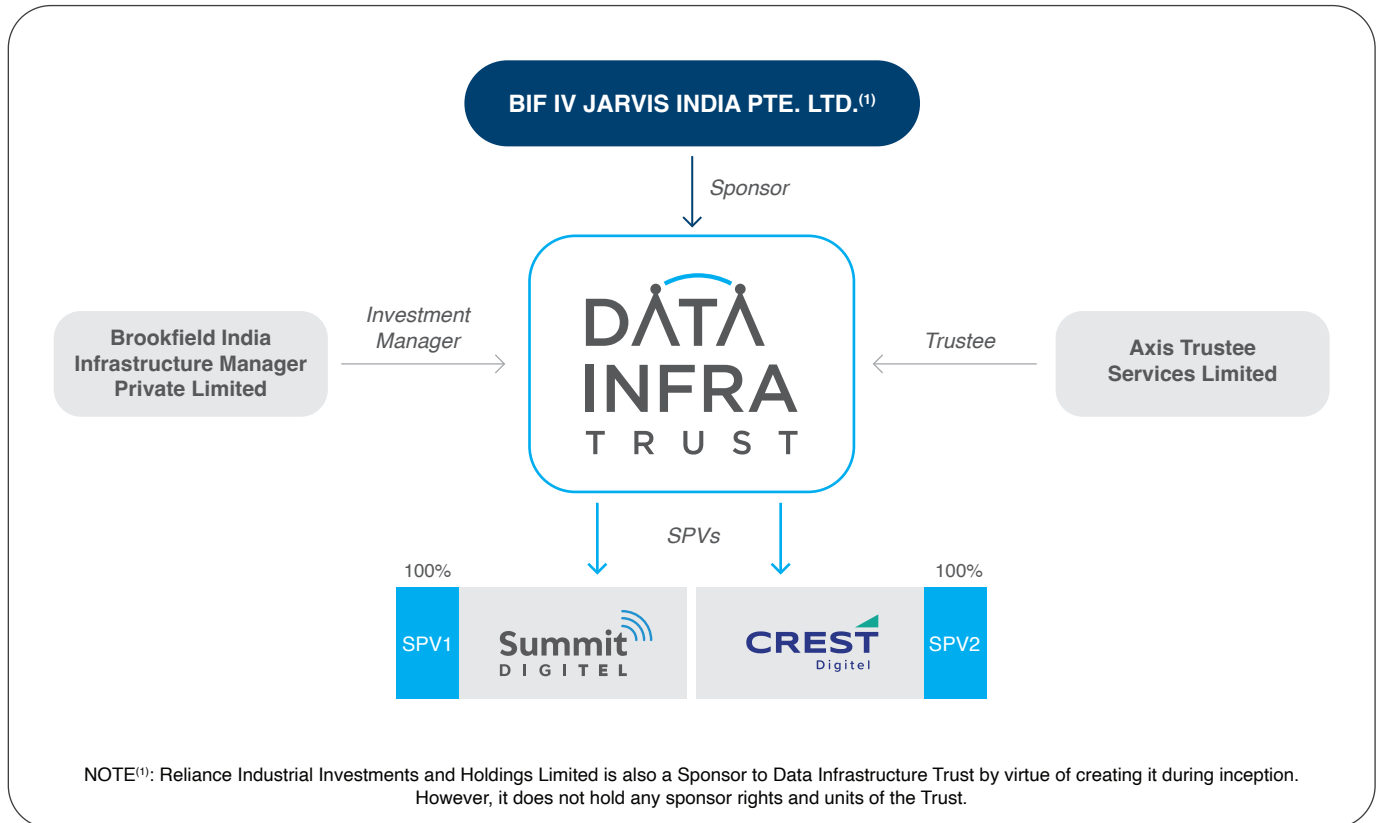 BIF IV JARVIS INDIA PTE. LTD.(1)
Sponsor
Brookfield India
Infrastructure Manager
Private Limited
Investment
Manager
DATA
INFRA
TRUST
Trustee
Axis Trustee
Services Limited
SPVs
100%
100%
SPV1
Summit
DIGITEL
CREST
Digitel
SPV2
NOTE(1): Reliance Industrial Investments and Holdings Limited is also a Sponsor to Data Infrastructure Trust by virtue of creating it during inception.
However, it does not hold any sponsor rights and units of the Trust.